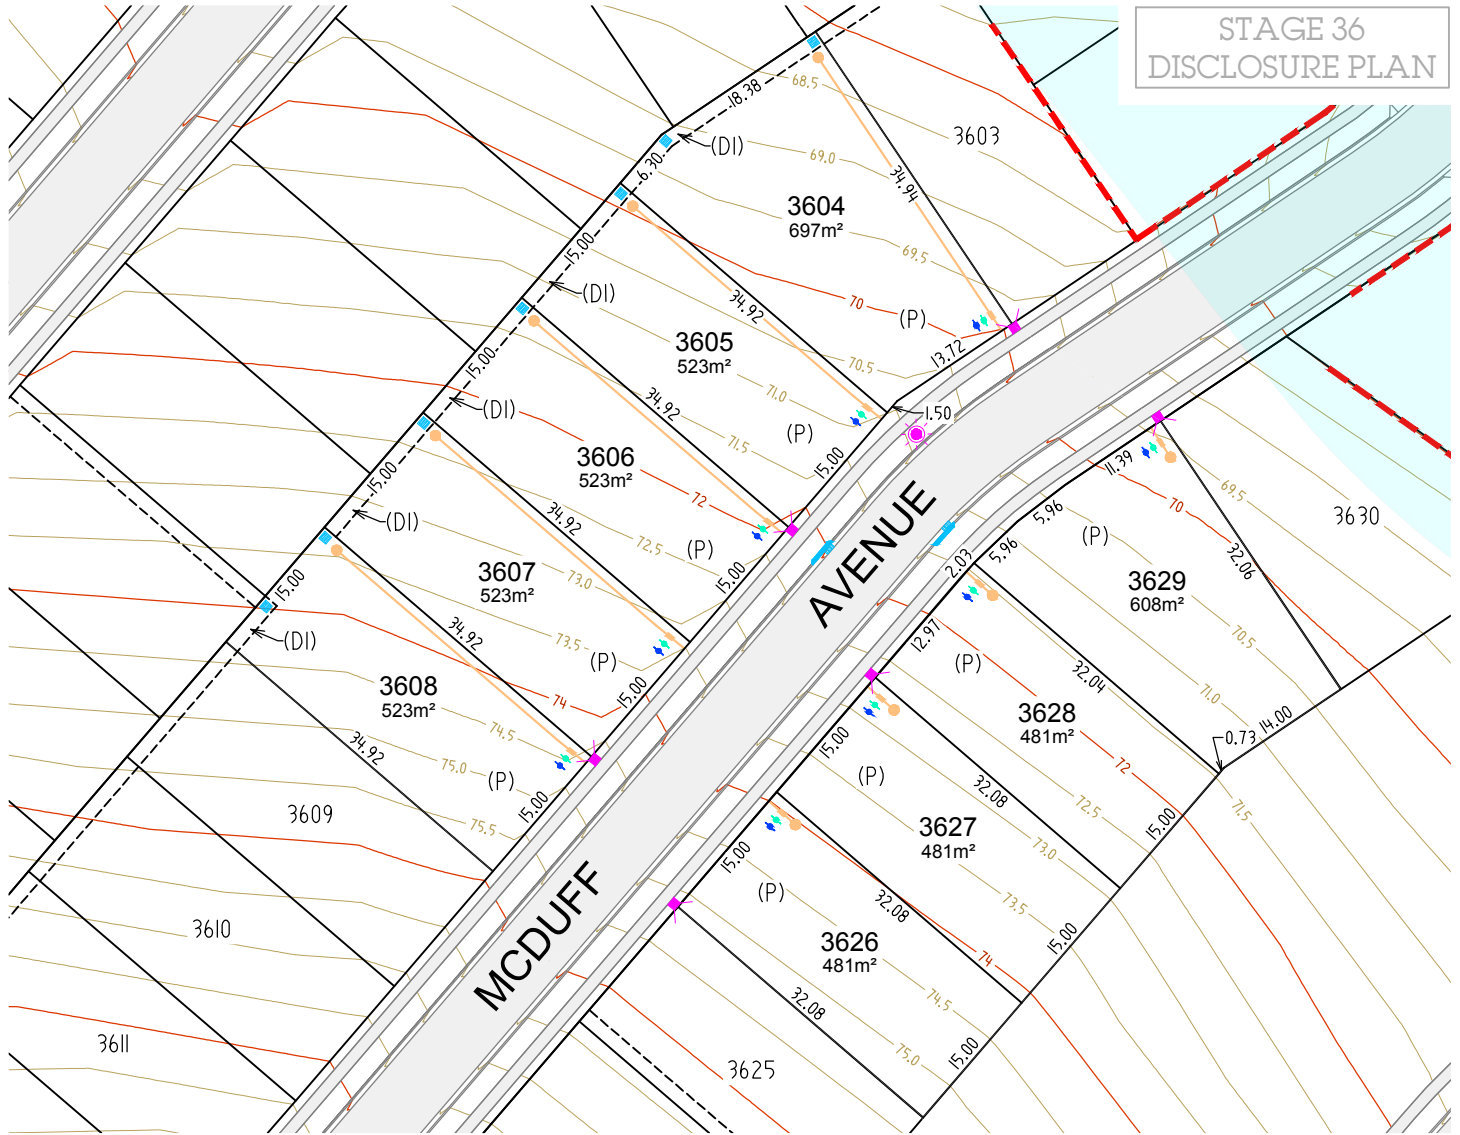 STAGE 36
DISCLOSURE PLAN
18.38
68.5
(DI)
3603
69.0
6.30
34.94
3604
697m²
69.5
15.00
(DI)
70
(P)
34.92
13.72
3605
523m²
70.5
15.00
71.0
1.50
(DI)
34.92
(P)
71.5
15.00
11.39
69.5
3606
523m²
70
3630
15.00
72
5.96
(DI)
34.92
72.5
(P)
5.96
(P)
32.06
2.03
3607
523m²
73.0
15.00
3629
608m²
15.00
AVENUE
12.97
70.5
(DI)
34.92
73.5
(P)
(P)
32.04
71.0
3608
523m²
74
15.00
3628
481m²
14.00
74.5
15.00
0.73
34.92
75.0
(P)
(P)
72
32.08
72.5
71.5
15.00
3609
75.5
3627
481m²
15.00
73.0
15.00
MCDUFF
(P)
32.08
73.5
3610
3626
481m²
15.00
74
32.08
74.5
3611
75.0
15.00
3625